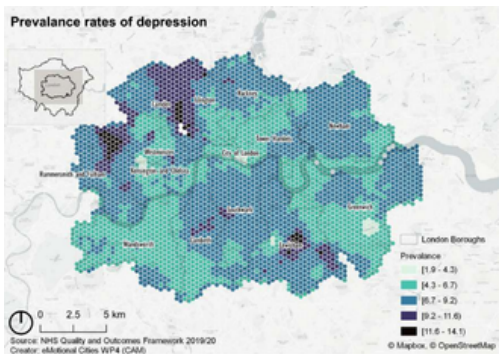 Prevalance rates of depression
Camden
Islington
Hackney
Newham
Westminster
City of London
Tower Hamlets
Hammersmith and Fulham
Kensington and Chelsea
Southwark
Greenwich
Wandsworth
Lambeth
Lewisham
London Boroughs
Prevalence
[1.9 - 4.3)
[4.3 - 6.7)
[6.7 - 9.2)
[9.2 - 11.6)
[11.6 - 14.1)
0 2.5 5 km
Source: NHS Quality and Outcomes Framework 2019/20
Creator: eMotional Cities WP4 (CAM)
© Mapbox, © OpenStreetMap